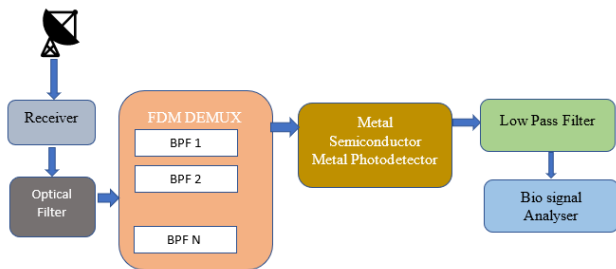 Receiver
Optical
Filter
FDM DEMUX
BPF 1
BPF 2
BPF N
Metal
Semiconductor
Metal Photodetector
Low Pass Filter
Bio signal
Analyser